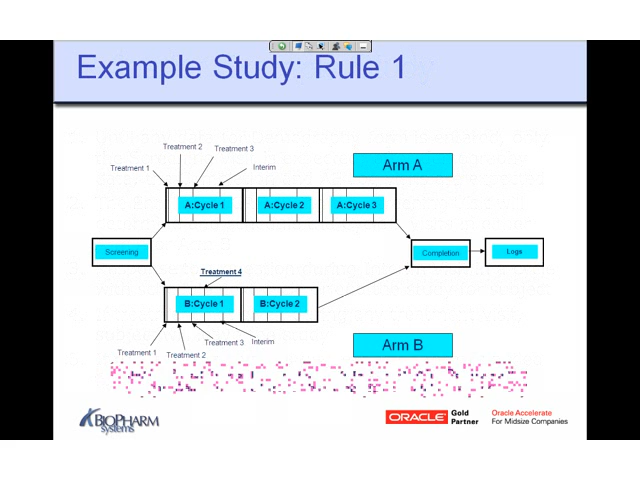 Example Study: Rule 1
Treatment 2
Treatment 3
Treatment 1
Interim
Arm A
A:Cycle 1
A:Cycle 2
A:Cycle 3
Screening
Completion
Logs
Treatment 4
B:Cycle 1
B:Cycle 2
Treatment 1
Treatment 2
Treatment 3
Interim
Arm B
BIOPHARM
systems
ORACLE
Gold
Partner
Oracle Accelerate
For Midsize Companies